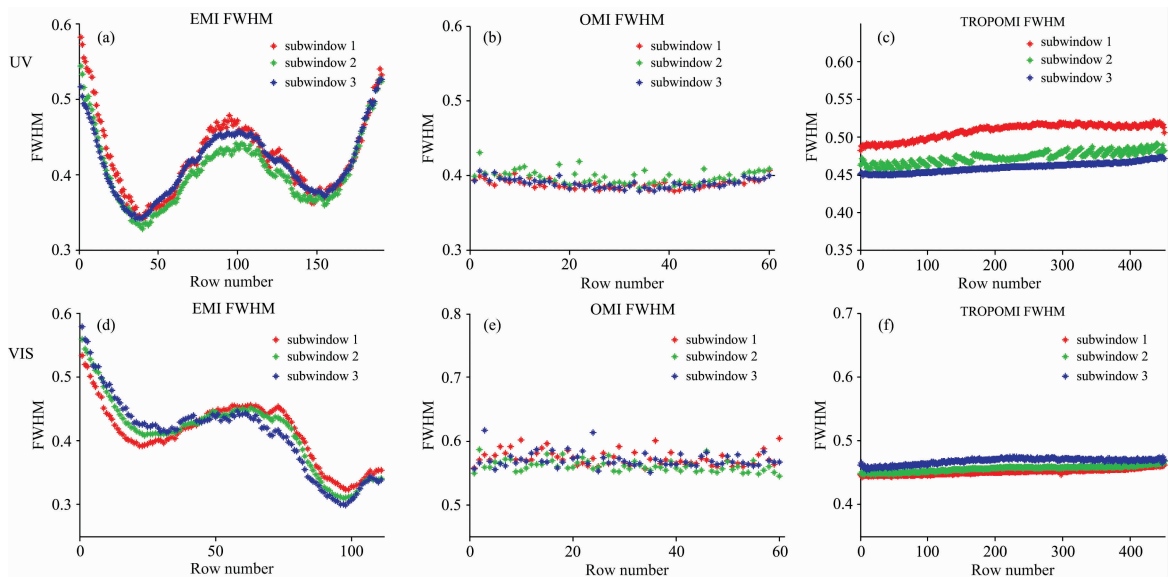 EMI FWHM
(a)
subwindow 1
subwindow 2
subwindow 3
UV
FWHM
0.6
0.5
0.4
0.3
0 50 100 150
Row number
OMI FWHM
(b)
subwindow 1
subwindow 2
subwindow 3
FWHM
0.6
0.5
0.4
0.3
0 20 40 60
Row number
TROPOMI FWHM
(c)
subwindow 1
subwindow 2
subwindow 3
FWHM
0.60
0.55
0.50
0.45
0.40
0.35
0 100 200 300 400
Row number
EMI FWHM
(d)
subwindow 1
subwindow 2
subwindow 3
VIS
FWHM
0.6
0.5
0.4
0.3
0 50 100
Row number
OMI FWHM
(e)
subwindow 1
subwindow 2
subwindow 3
FWHM
0.8
0.7
0.6
0.5
0 20 40 60
Row number
TROPOMI FWHM
(f)
subwindow 1
subwindow 2
subwindow 3
FWHM
0.7
0.6
0.5
0.4
0 100 200 300 400
Row number